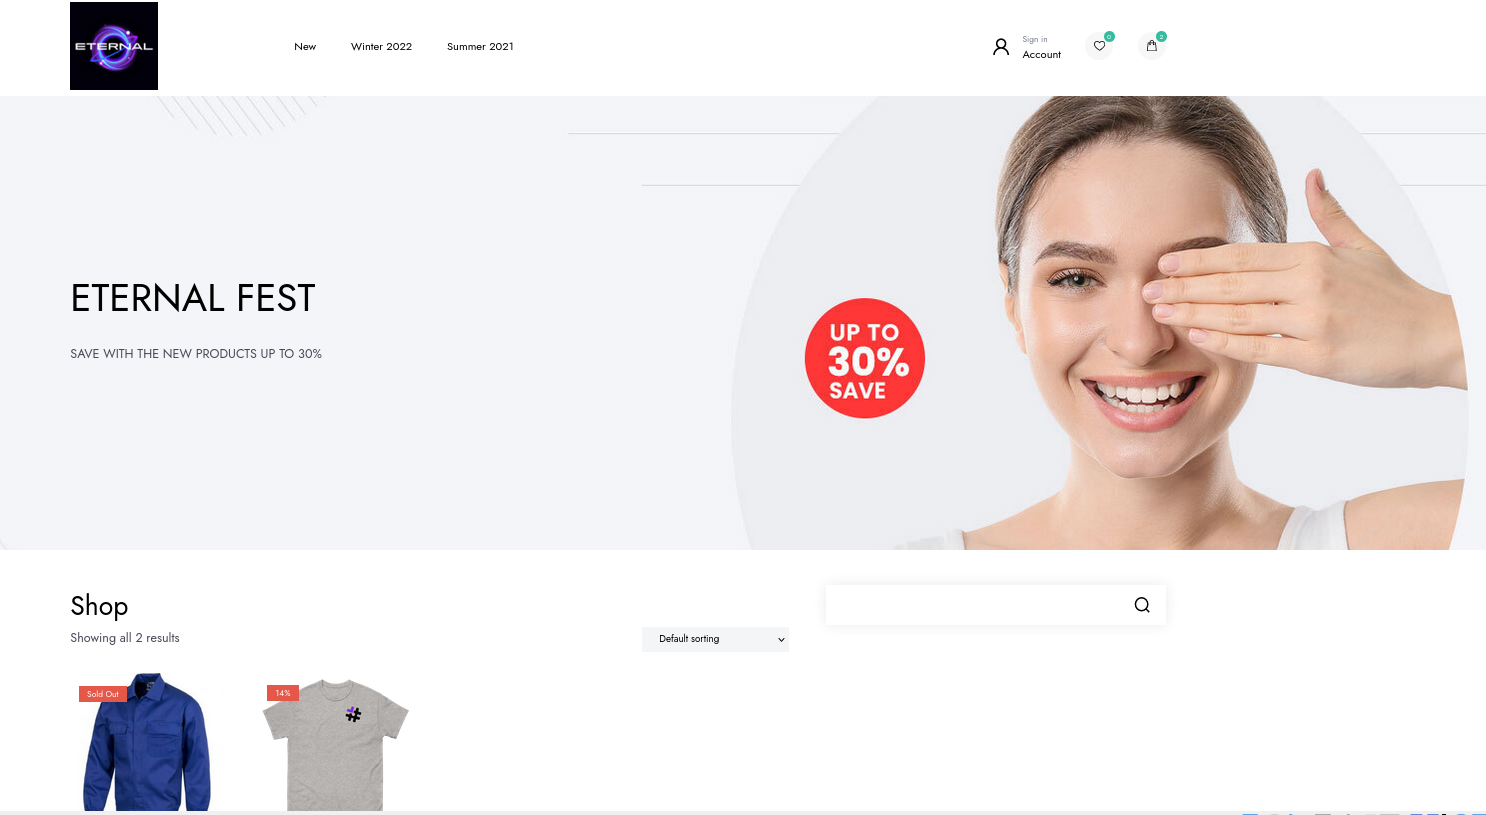 ETERNAL
New
Winter 2022
Summer 2021
Sign in
Account
0
ETERNAL FEST
SAVE WITH THE NEW PRODUCTS UP TO 30%
UP TO
30%
SAVE
Shop
Showing all 2 results
Default sorting
Sold Out
14%
#